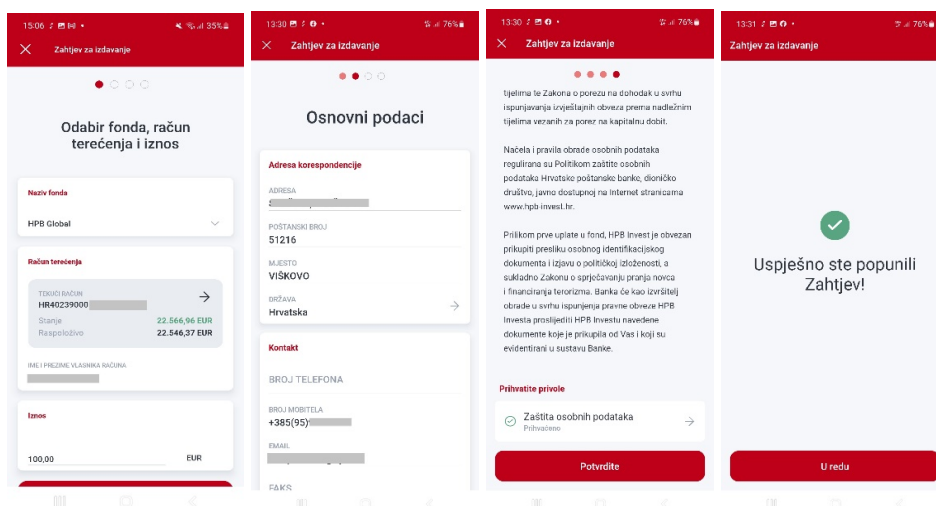 15:06
35%
Zahtjev za izdavanje
Odabir fonda, račun
terećenja i iznos
Naziv fonda
HPB Global
Račun terećenja
TEKUĆI RAČUN
HR40239000
Stanje
22.566,96 EUR
Raspoloživo
22.546,37 EUR
IME I PREZIME VLASNIKA RAČUNA
Iznos
100,00
EUR
13:30
76%
Zahtjev za izdavanje
Osnovni podaci
Adresa korespondencije
ADRESA
POŠTANSKI BROJ
51216
MJESTO
VIŠKOVO
DRŽAVA
Hrvatska
Kontakt
BROJ TELEFONA
BROJ MOBITELA
+385(95)
EMAIL
FAKS
13:30
76%
Zahtjev za izdavanje
tijelima te Zakona o porezu na dohodak u svrhu
ispunjavanja izvještajnih obveza prema nadležnim
tijelima vezanih za porez na kapitalnu dobit.
Načela i pravila obrade osobnih podataka
regulirana su Politikom zaštite osobnih
podataka Hrvatske poštanske banke, dioničko
društvo, javno dostupnoj na Internet stranicama
www.hpb-invest.hr.
Prilikom prve uplate u fond, HPB Invest je obvezan
prikupiti presliku osobnog identifikacijskog
dokumenta i izjavu o političkoj izloženosti, a
sukladno Zakonu o sprječavanju pranja novca
i financiranja terorizma. Banka će kao izvršitelj
obrade u svrhu ispunjenja pravne obveze HPB
Investa proslijediti HPB Investu navedene
dokumente koje je prikupila od Vas i koji su
evidentirani u sustavu Banke.
Prihvatite privole
Zaštita osobnih podataka
Prihvaćeno
Potvrdite
13:31
76%
Zahtjev za izdavanje
Uspješno ste popunili
Zahtjev!
U redu